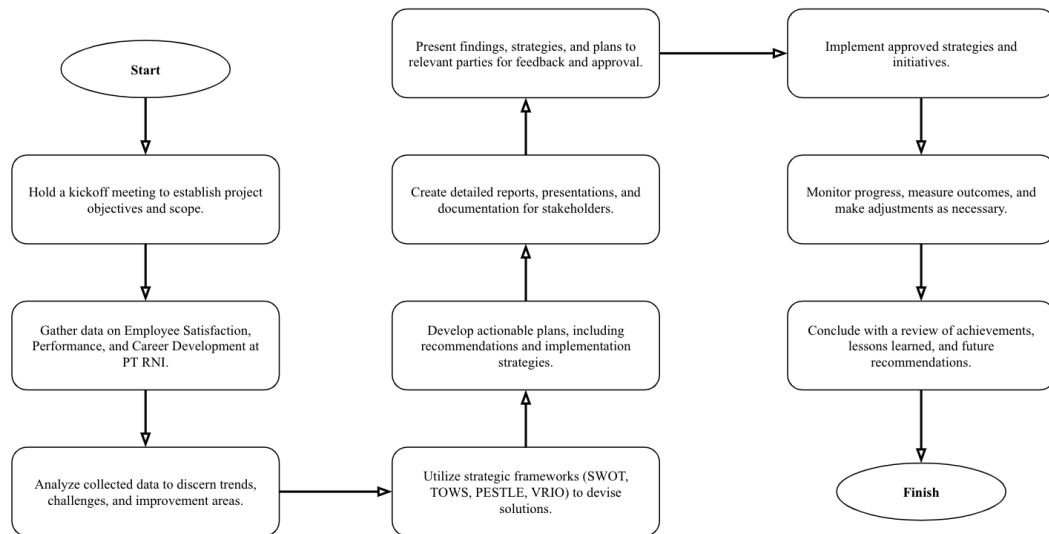 Start
Hold a kickoff meeting to establish project
objectives and scope.
Gather data on Employee Satisfaction,
Performance, and Career Development at
PT RNI.
Analyze collected data to discern trends,
challenges, and improvement areas.
Utilize strategic frameworks (SWOT,
TOWS, PESTLE, VRIO) to devise
solutions.
Develop actionable plans, including
recommendations and implementation
strategies.
Create detailed reports, presentations, and
documentation for stakeholders.
Present findings, strategies, and plans to
relevant parties for feedback and approval.
Implement approved strategies and
initiatives.
Monitor progress, measure outcomes, and
make adjustments as necessary.
Conclude with a review of achievements,
lessons learned, and future
recommendations.
Finish